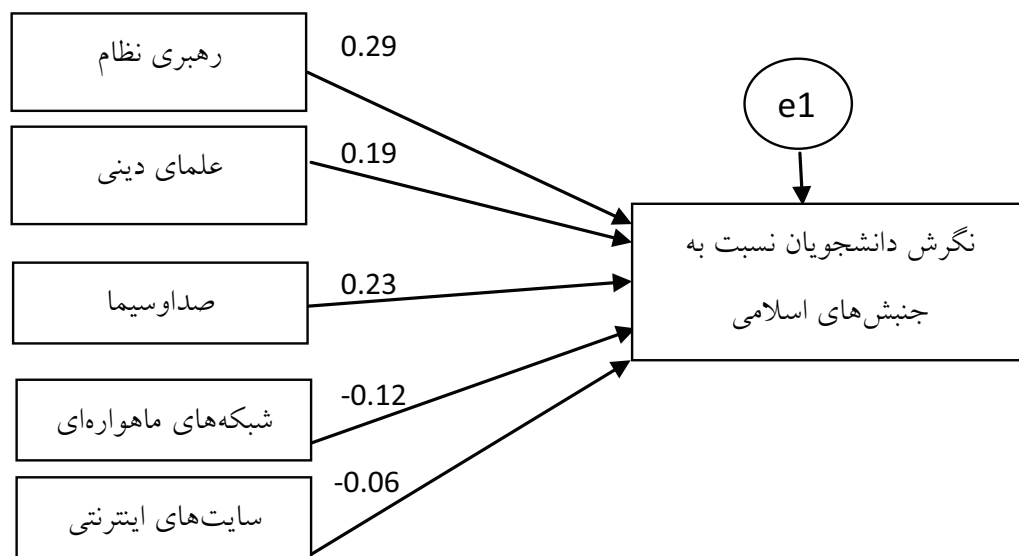 رهبری نظام
0.29
e1
علمای دینی
0.19
نگرش دانشجویان نسبت به
جنبش‌های اسلامی
صداوسیما
0.23
شبکه‌های ماهواره‌ای
-0.12
سایت‌های اینترنتی
-0.06